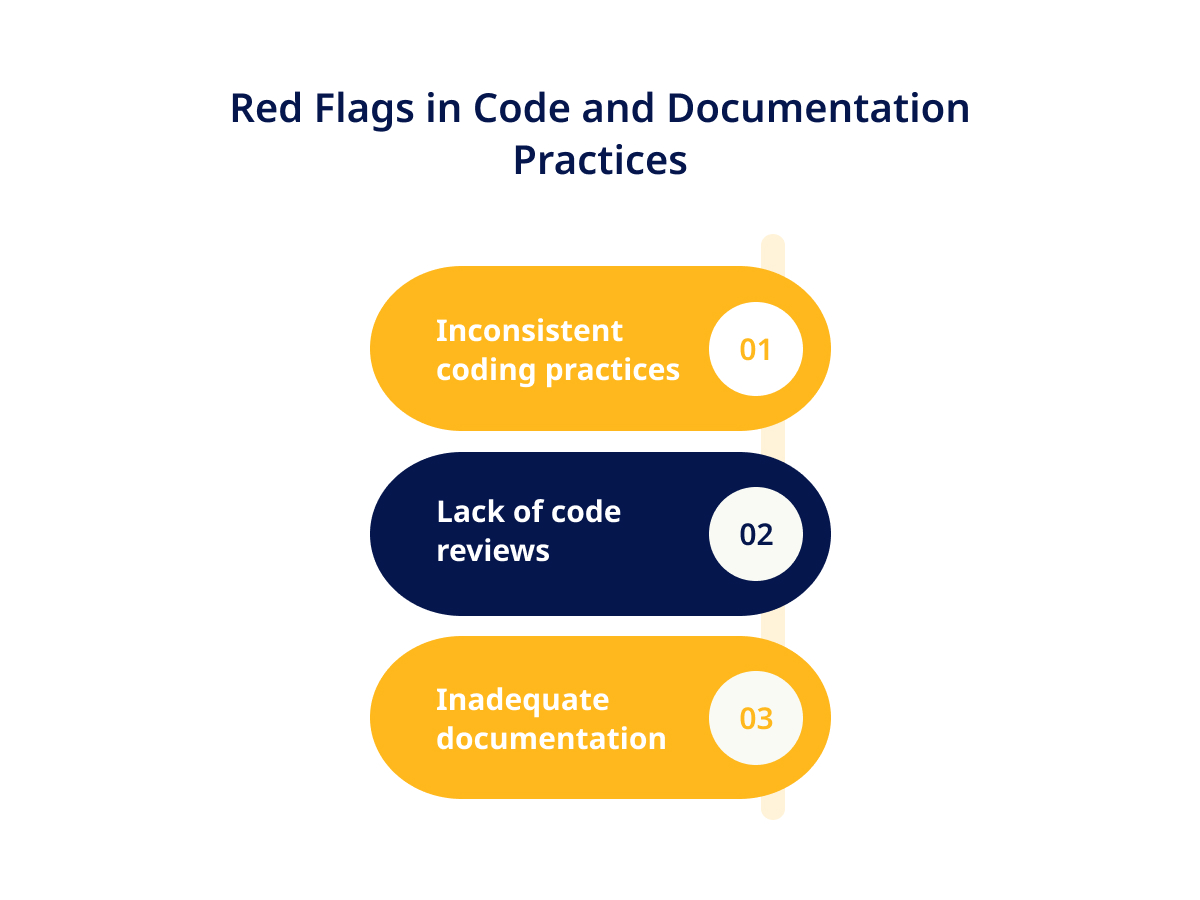 Red Flags in Code and Documentation
Practices
Inconsistent
coding practices
01
Lack of code
reviews
02
Inadequate
documentation
03